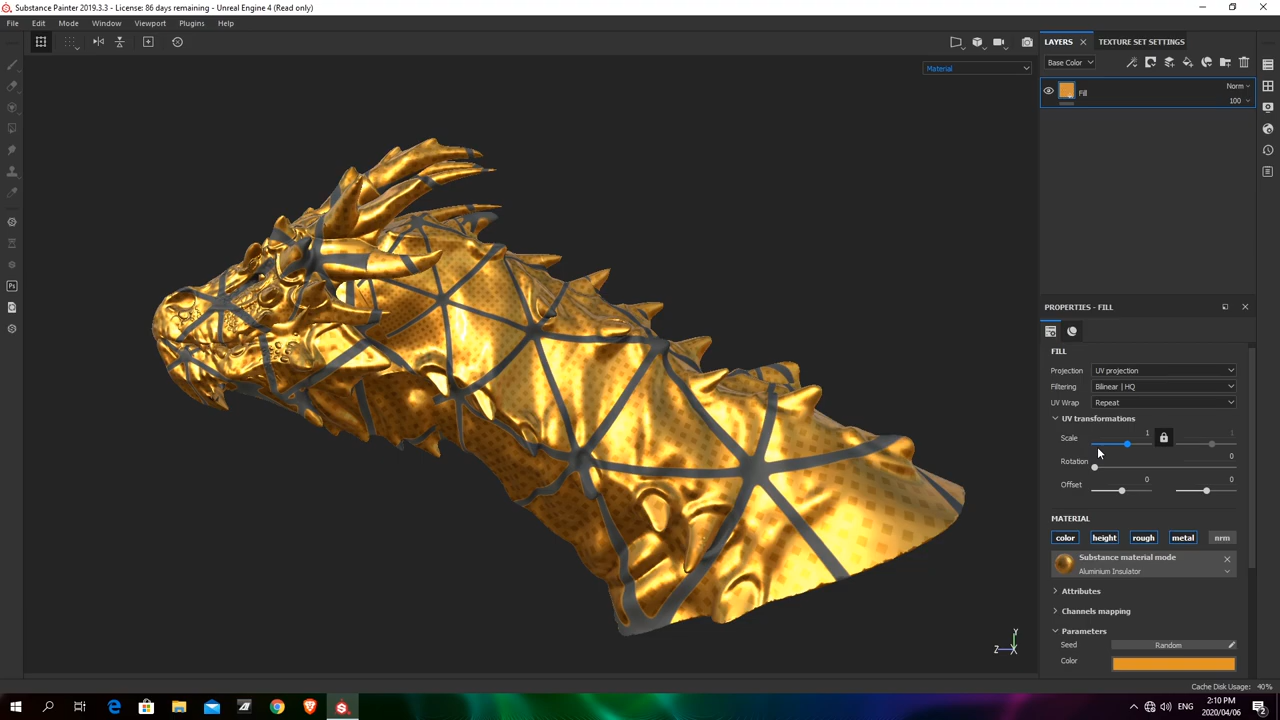 Substance Painter 2019.3.3 - License: 86 days remaining - Unreal Engine 4 (Read only)
File Edit Mode Window Viewport Plugins Help
Material
LAYERS TEXTURE SET SETTINGS
Base Color
Fill
Norm
100
PROPERTIES - FILL
FILL
Projection UV projection
Filtering Bilinear | HQ
UV Wrap Repeat
UV transformations
Scale 1 1
Rotation 0
Offset 0 0
MATERIAL
color height rough metal nrm
Substance material mode
Aluminium Insulator
Attributes
Channels mapping
Parameters
Seed Random
Color
Y
Z X
Cache Disk Usage: 40%
Ps
ENG
2:10 PM
2020/04/06
2